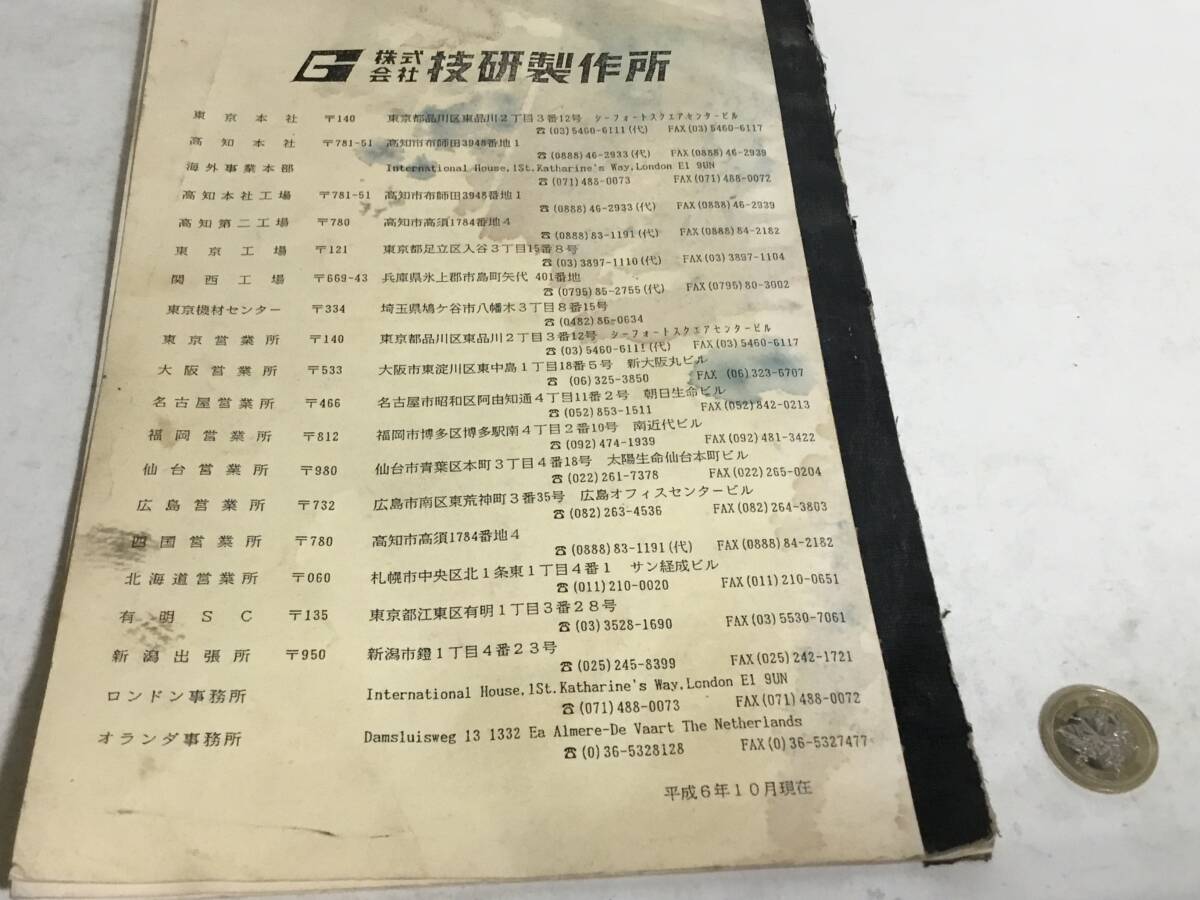 株式会社 技研製作所
東京本社 〒140 東京都品川区東品川2丁目3番12号 シーフォートスクエアセンタービル
☎(03)5460-6111(代) FAX(03)5460-6117
高知本社 〒781-51 高知市布師田3948番地1
☎(0888)46-2933(代) FAX(0888)46-2939
海外事業本部 International House,1St.Katharine's Way,London E1 9UN
☎(071)488-0073 FAX(071)488-0072
高知本社工場 〒781-51 高知市布師田3948番地1
☎(0888)46-2933(代) FAX(0888)46-2939
高知第二工場 〒780 高知市高須1784番地4
☎(0888)83-1191(代) FAX(0888)84-2182
東京工場 〒121 東京都足立区入谷3丁目15番8号
☎(03)3897-1110(代) FAX(03)3897-1104
関西工場 〒669-43 兵庫県氷上郡市島町矢代 401番地
☎(0795)85-2755(代) FAX(0795)80-3002
東京機材センター 〒334 埼玉県鳩ケ谷市八幡木3丁目8番15号
☎(0482)86-0634
東京営業所 〒140 東京都品川区東品川2丁目3番12号 シーフォートスクエアセンタービル
☎(03)5460-6111(代) FAX(03)5460-6117
大阪営業所 〒533 大阪市東淀川区東中島1丁目18番5号 新大阪丸ビル
☎(06)325-3850 FAX (06)323-6707
名古屋営業所 〒466 名古屋市昭和区阿由知通4丁目11番2号 朝日生命ビル
☎(052)853-1511 FAX(052)842-0213
福岡営業所 〒812 福岡市博多区博多駅南4丁目2番10号 南近代ビル
☎(092)474-1939 FAX(092)481-3422
仙台営業所 〒980 仙台市青葉区本町3丁目4番18号 太陽生命仙台本町ビル
☎(022)261-7378 FAX(022)265-0204
広島営業所 〒732 広島市南区東荒神町3番35号 広島オフィスセンタービル
☎(082)263-4536 FAX(082)264-3803
四国営業所 〒780 高知市高須1784番地4
☎(0888)83-1191(代) FAX(0888)84-2182
北海道営業所 〒060 札幌市中央区北1条東1丁目4番1 サン経成ビル
☎(011)210-0020 FAX(011)210-0651
有明SC 〒135 東京都江東区有明1丁目3番28号
☎(03)3528-1690 FAX(03)5530-7061
新潟出張所 〒950 新潟市鐙1丁目4番23号
☎(025)245-8399 FAX(025)242-1721
ロンドン事務所 International House,1St.Katharine's Way,London E1 9UN
☎(071)488-0073 FAX(071)488-0072
オランダ事務所 Damsluisweg 13 1332 Ea Almere-De Vaart The Netherlands
☎(0)36-5328128 FAX(0)36-5327477
平成6年10月現在